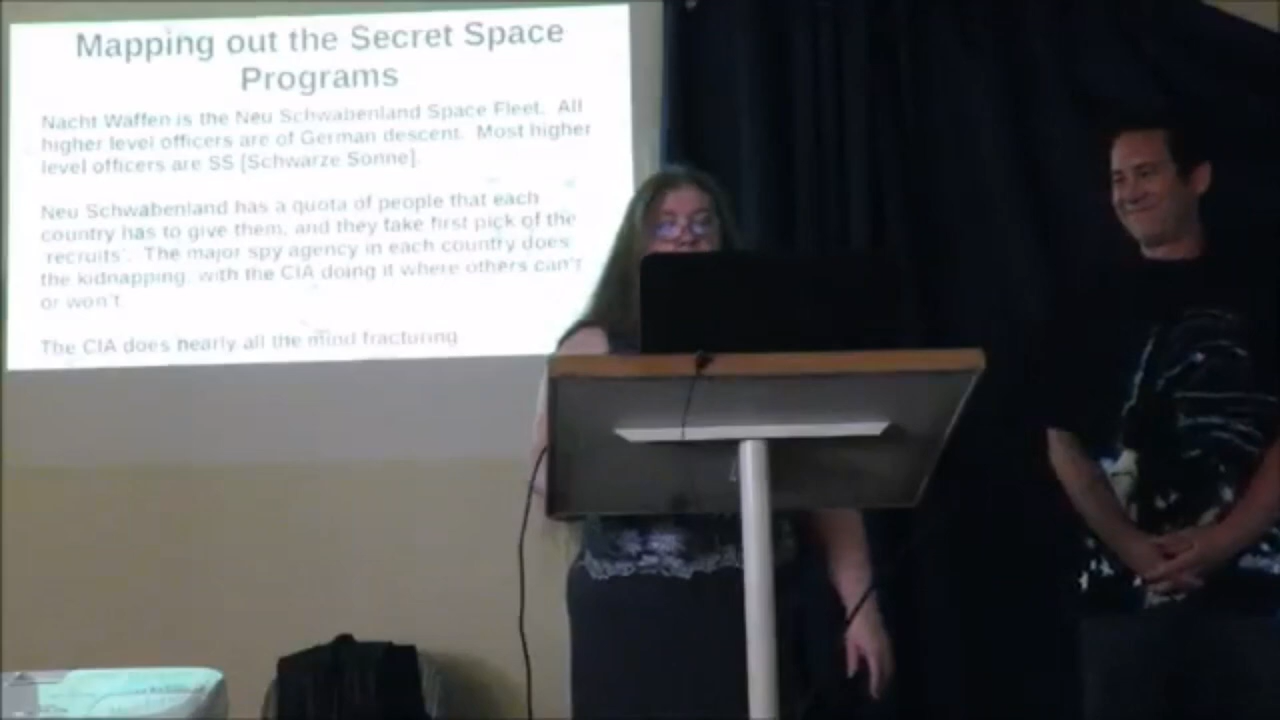 Mapping out the Secret Space
Programs
Nacht Waffen is the Neu Schwabenland Space Fleet. All
higher level officers are of German descent. Most higher
level officers are SS [Schwarze Sonne].
Neu Schwabenland has a quota of people that each
country has to give them, and they take first pick of the
'recruits'. The major spy agency in each country does
the kidnapping, with the CIA doing it where others can't
or won't
The CIA does nearly all the mind fracturing